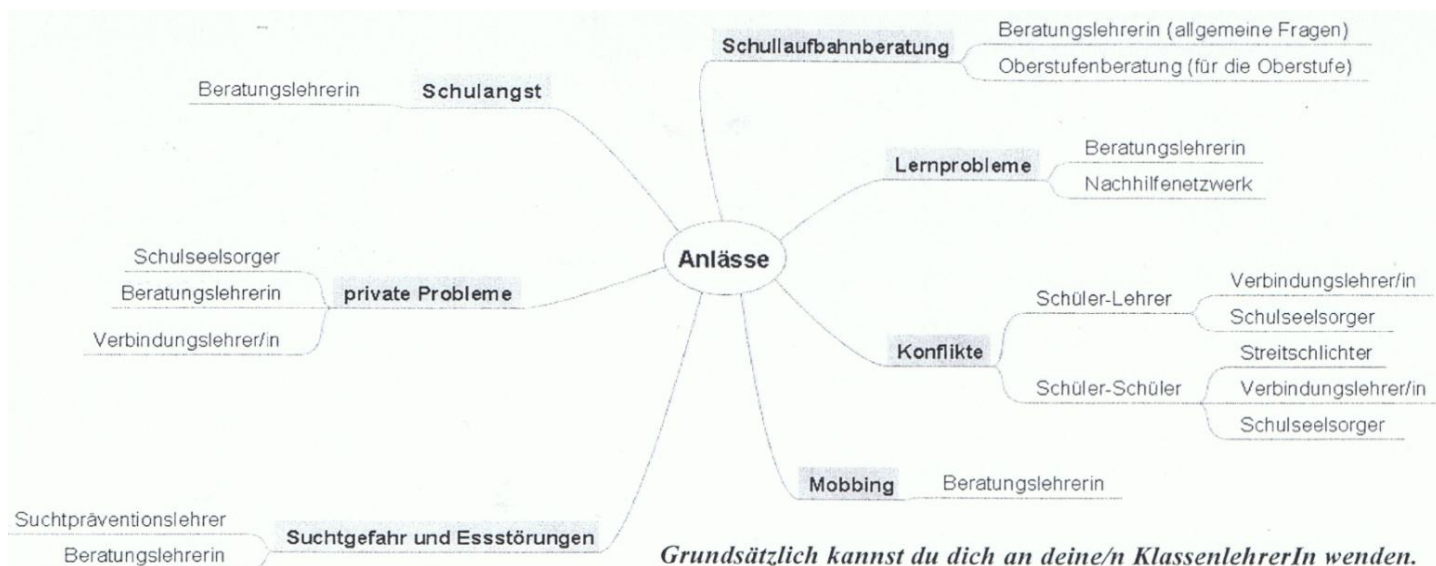 Anlässe
Schullaufbahnberatung
Beratungslehrerin (allgemeine Fragen)
Oberstufenberatung (für die Oberstufe)
Lernprobleme
Beratungslehrerin
Nachhilfenetzwerk
Konflikte
Schüler-Lehrer
Verbindungslehrer/in
Schulseelsorger
Schüler-Schüler
Streitschlichter
Verbindungslehrer/in
Schulseelsorger
Mobbing
Beratungslehrerin
Suchtgefahr und Essstörungen
Suchtpräventionslehrer
Beratungslehrerin
private Probleme
Schulseelsorger
Beratungslehrerin
Verbindungslehrer/in
Schulangst
Beratungslehrerin
Grundsätzlich kannst du dich an deine/n KlassenlehrerIn wenden.